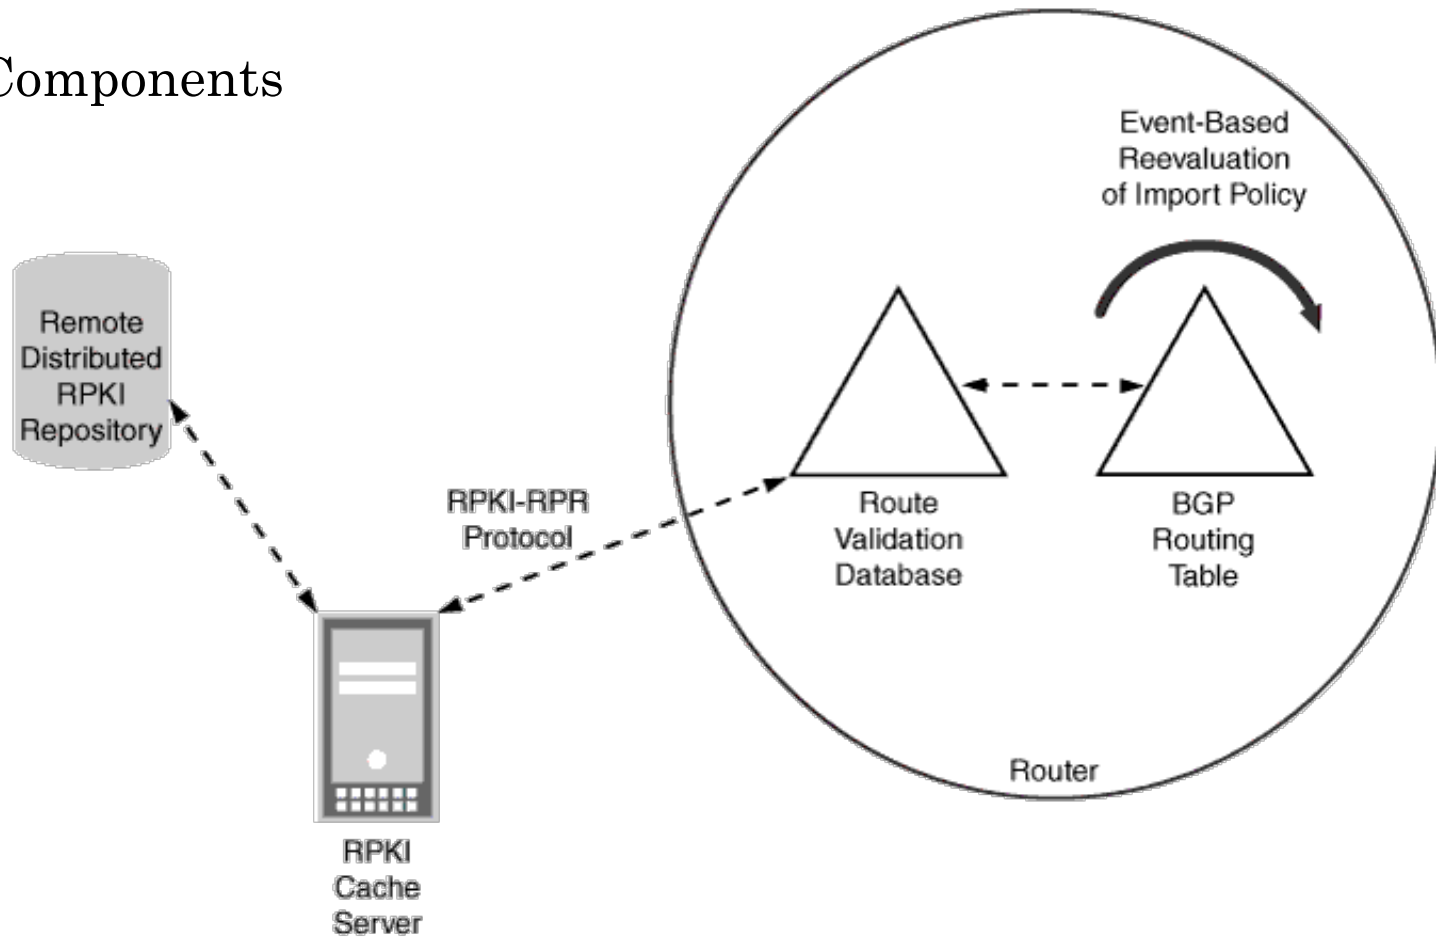 Components
Event-Based
Reevaluation
of Import Policy
Remote
Distributed
RPKI
Repository
RPKI-RPR
Protocol
Route
Validation
Database
BGP
Routing
Table
Router
RPKI
Cache
Server